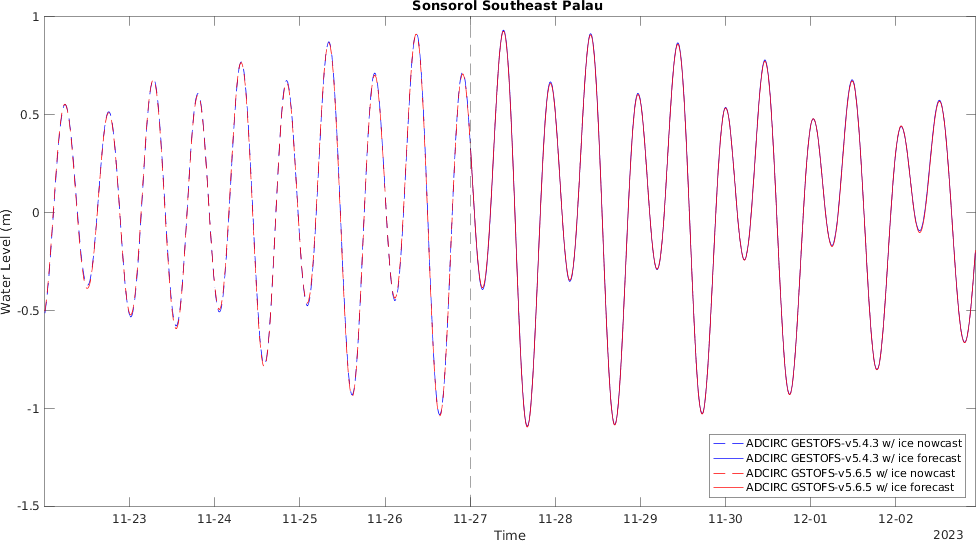 Sonsorol Southeast Palau
Water Level (m)
1
0.5
0
-0.5
-1
-1.5
11-23
11-24
11-25
11-26
11-27
11-28
11-29
11-30
12-01
12-02
Time
2023
ADCIRC GESTOFS-v5.4.3 w/ ice nowcast
ADCIRC GESTOFS-v5.4.3 w/ ice forecast
ADCIRC GSTOFS-v5.6.5 w/ ice nowcast
ADCIRC GSTOFS-v5.6.5 w/ ice forecast